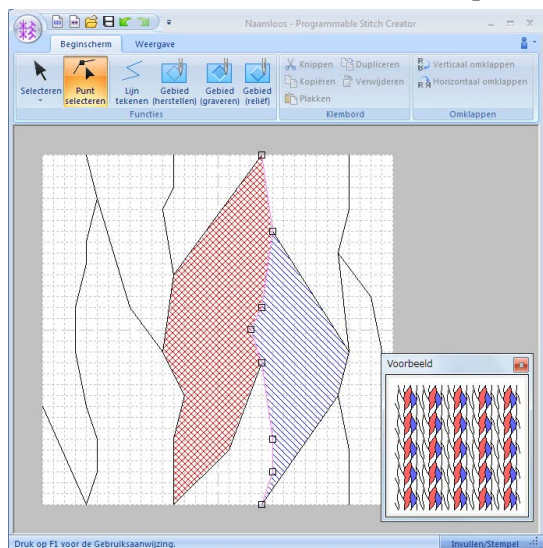 Naamloos - Programmable Stitch Creator
Beginscherm Weergave
Selecteren
Punt selecteren
Lijn tekenen
Gebied (herstellen)
Gebied (graveren)
Gebied (reliëf)
Functies
Knippen Dupliceren
Kopiëren Verwijderen
Plakken
Klembord
Verticaal omklappen
Horizontaal omklappen
Omklappen
Voorbeeld
Druk op F1 voor de Gebruiksaanwijzing.
Invullen/Stempel